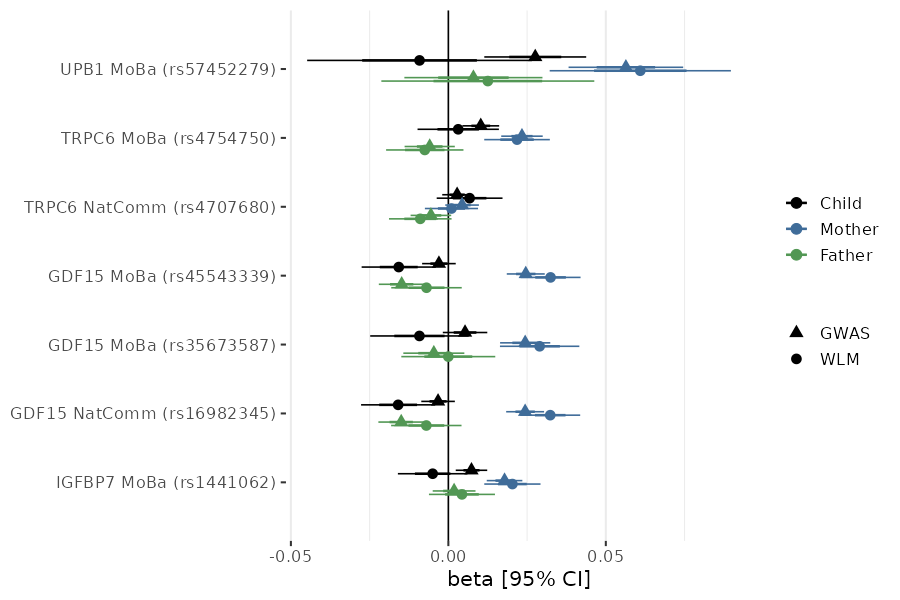 UPB1 MoBa (rs57452279)
TRPC6 MoBa (rs4754750)
TRPC6 NatComm (rs4707680)
GDF15 MoBa (rs45543339)
GDF15 MoBa (rs35673587)
GDF15 NatComm (rs16982345)
IGFBP7 MoBa (rs1441062)
-0.05 0.00 0.05
beta [95% CI]
Child
Mother
Father
GWAS
WLM